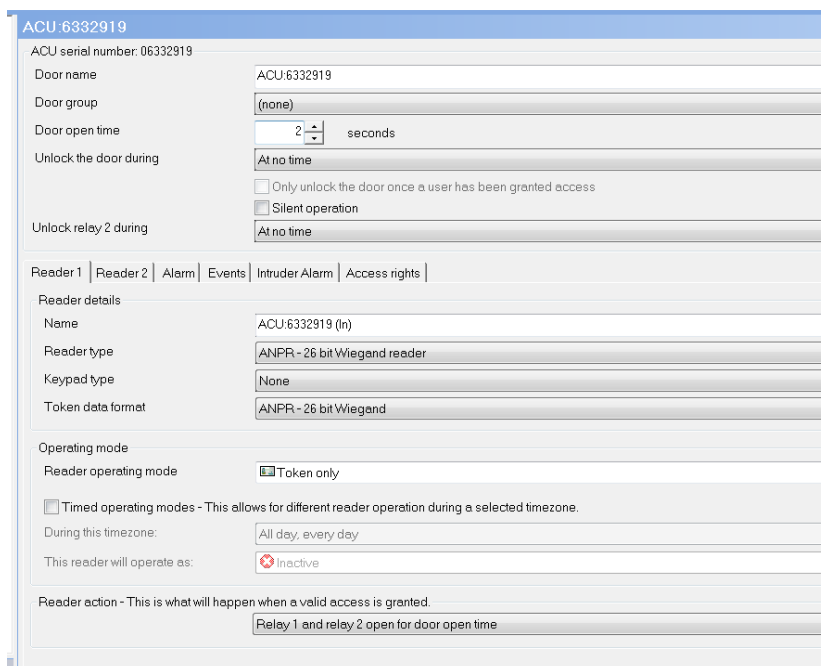 ACU:6332919
ACU serial number: 06332919
Door name ACU:6332919
Door group (none)
Door open time 2 seconds
Unlock the door during At no time
Only unlock the door once a user has been granted access
Silent operation
Unlock relay 2 during At no time
Reader 1 Reader 2 Alarm Events Intruder Alarm Access rights
Reader details
Name ACU:6332919 (In)
Reader type ANPR - 26 bit Wiegand reader
Keypad type None
Token data format ANPR - 26 bit Wiegand
Operating mode
Reader operating mode Token only
Timed operating modes - This allows for different reader operation during a selected timezone.
During this timezone: All day, every day
This reader will operate as: Inactive
Reader action - This is what will happen when a valid access is granted.
Relay 1 and relay 2 open for door open time